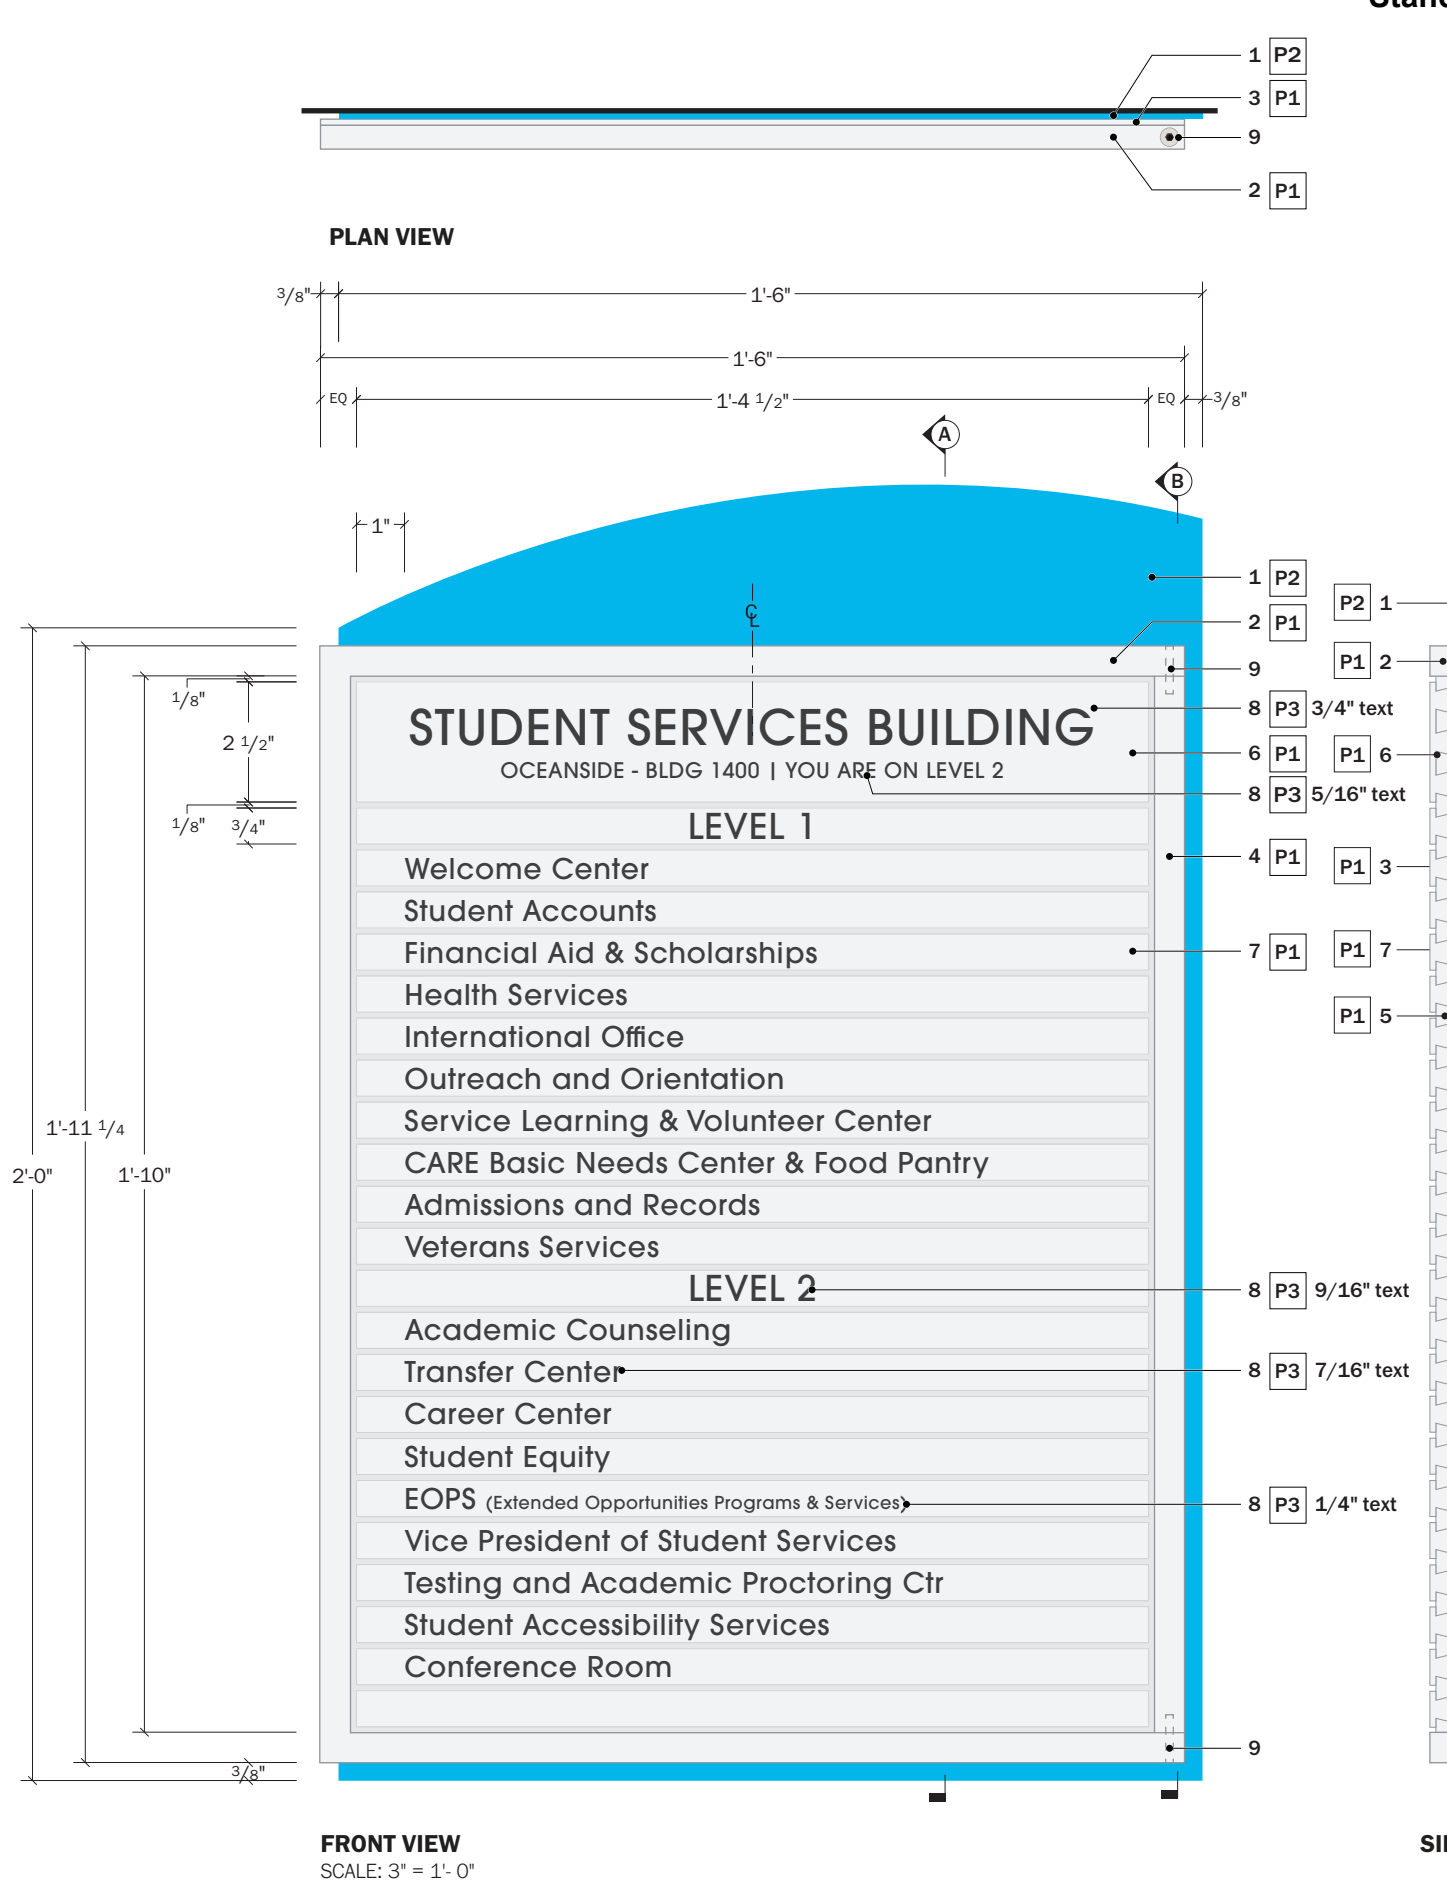 1 P2
3 P1
9
2 P1
PLAN VIEW
3/8"
1'-6"
1'-6"
EQ
1'-4 1/2"
EQ
3/8"
A
B
1"
CL
1 P2
2 P1
9
8 P3 3/4" text
6 P1
8 P3 5/16" text
4 P1
7 P1
8 P3 9/16" text
8 P3 7/16" text
8 P3 1/4" text
9
P2 1
P1 2
P1 6
P1 3
P1 7
P1 5
1/8"
2 1/2"
1/8"
3/4"
1'-11 1/4
2'-0"
1'-10"
3/8"
STUDENT SERVICES BUILDING
OCEANSIDE - BLDG 1400 | YOU ARE ON LEVEL 2
LEVEL 1
Welcome Center
Student Accounts
Financial Aid & Scholarships
Health Services
International Office
Outreach and Orientation
Service Learning & Volunteer Center
CARE Basic Needs Center & Food Pantry
Admissions and Records
Veterans Services
LEVEL 2
Academic Counseling
Transfer Center
Career Center
Student Equity
EOPS (Extended Opportunities Programs & Services)
Vice President of Student Services
Testing and Academic Proctoring Ctr
Student Accessibility Services
Conference Room
FRONT VIEW
SCALE: 3" = 1'- 0"